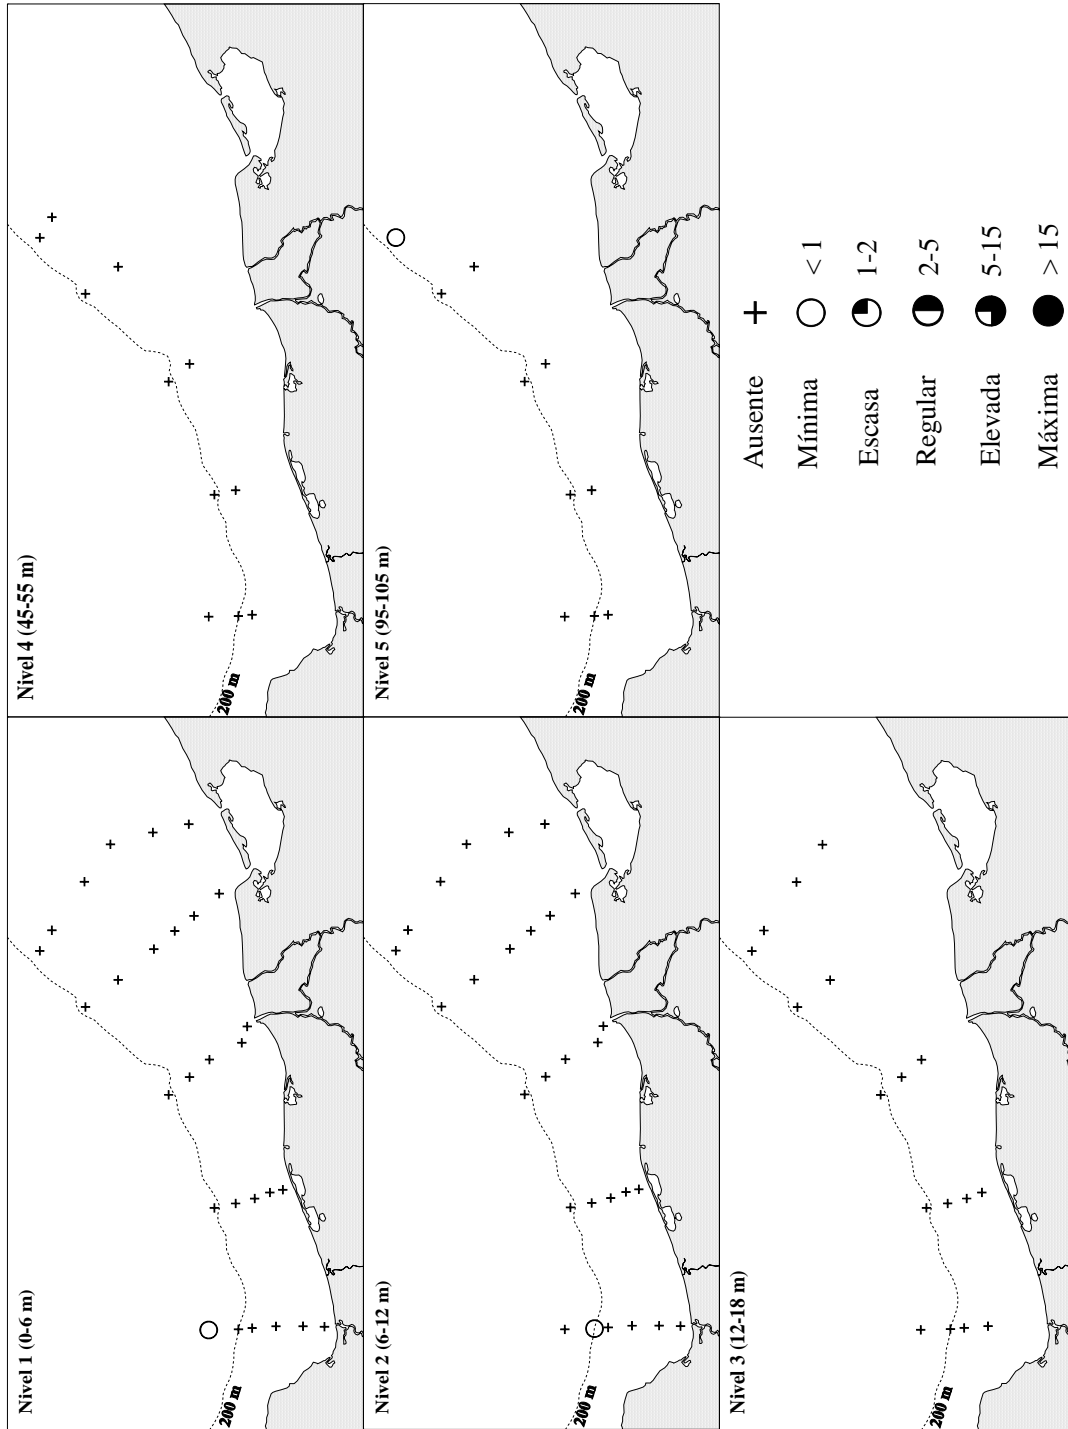 Nivel 1 (0-6 m)
200 m
Nivel 2 (6-12 m)
200 m
Nivel 3 (12-18 m)
200 m
Nivel 4 (45-55 m)
200 m
Nivel 5 (95-105 m)
200 m
Ausente +
Mínima < 1
Escasa 1-2
Regular 2-5
Elevada 5-15
Máxima > 15